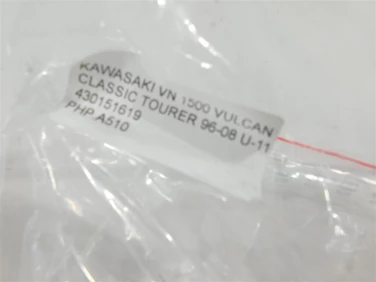 KAWASAKI VN 1500 VULCAN
CLASSIC TOURER 96-08 U-11
430151619
PHP A510